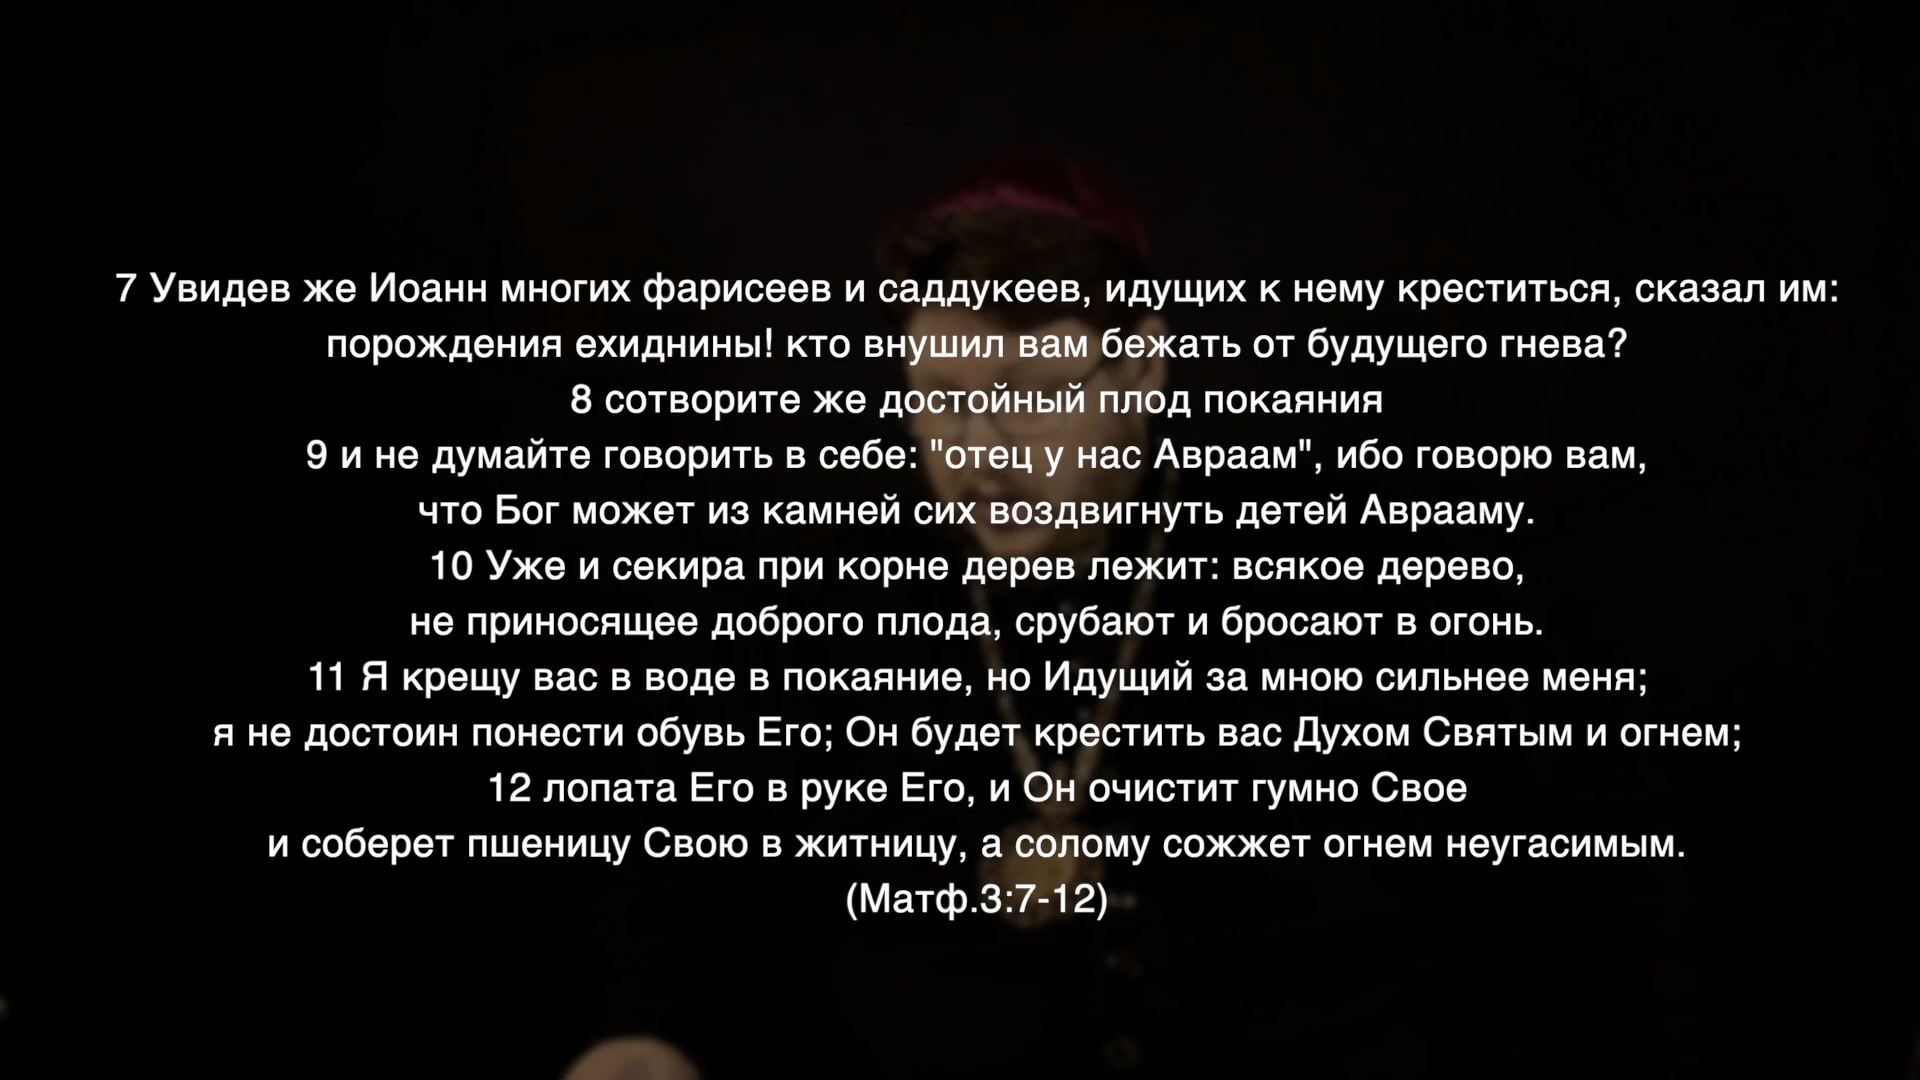 7 Увидев же Иоанн многих фарисеев и саддукеев, идущих к нему креститься, сказал им:
порождения ехиднины! кто внушил вам бежать от будущего гнева?
8 сотворите же достойный плод покаяния
9 и не думайте говорить в себе: "отец у нас Авраам", ибо говорю вам,
что Бог может из камней сих воздвигнуть детей Аврааму.
10 Уже и секира при корне дерев лежит: всякое дерево,
не приносящее доброго плода, срубают и бросают в огонь.
11 Я крещу вас в воде в покаяние, но Идущий за мною сильнее меня;
я не достоин понести обувь Его; Он будет крестить вас Духом Святым и огнем;
12 лопата Его в руке Его, и Он очистит гумно Свое
и соберет пшеницу Свою в житницу, а солому сожжет огнем неугасимым.
(Матф.3:7-12)